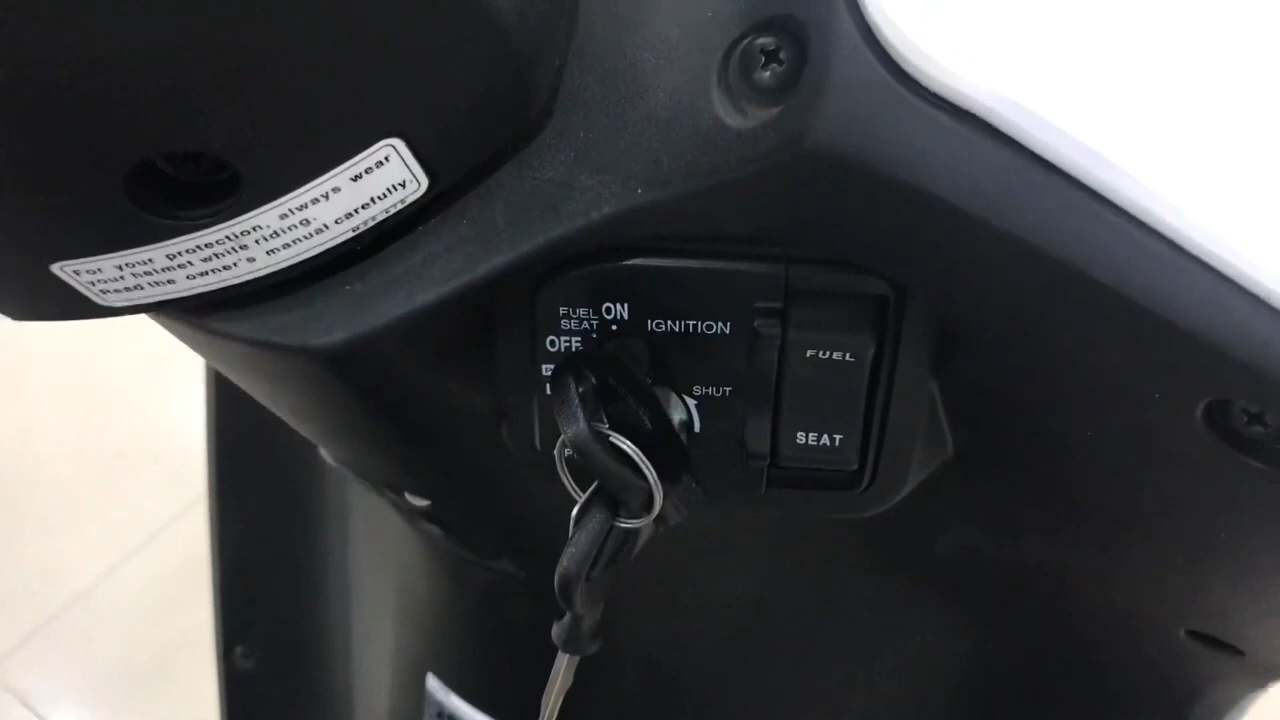 For your protection, always wear
your helmet while riding.
Read the owner's manual carefully.
FUEL ON
SEAT
IGNITION
OFF
SHUT
FUEL
SEAT